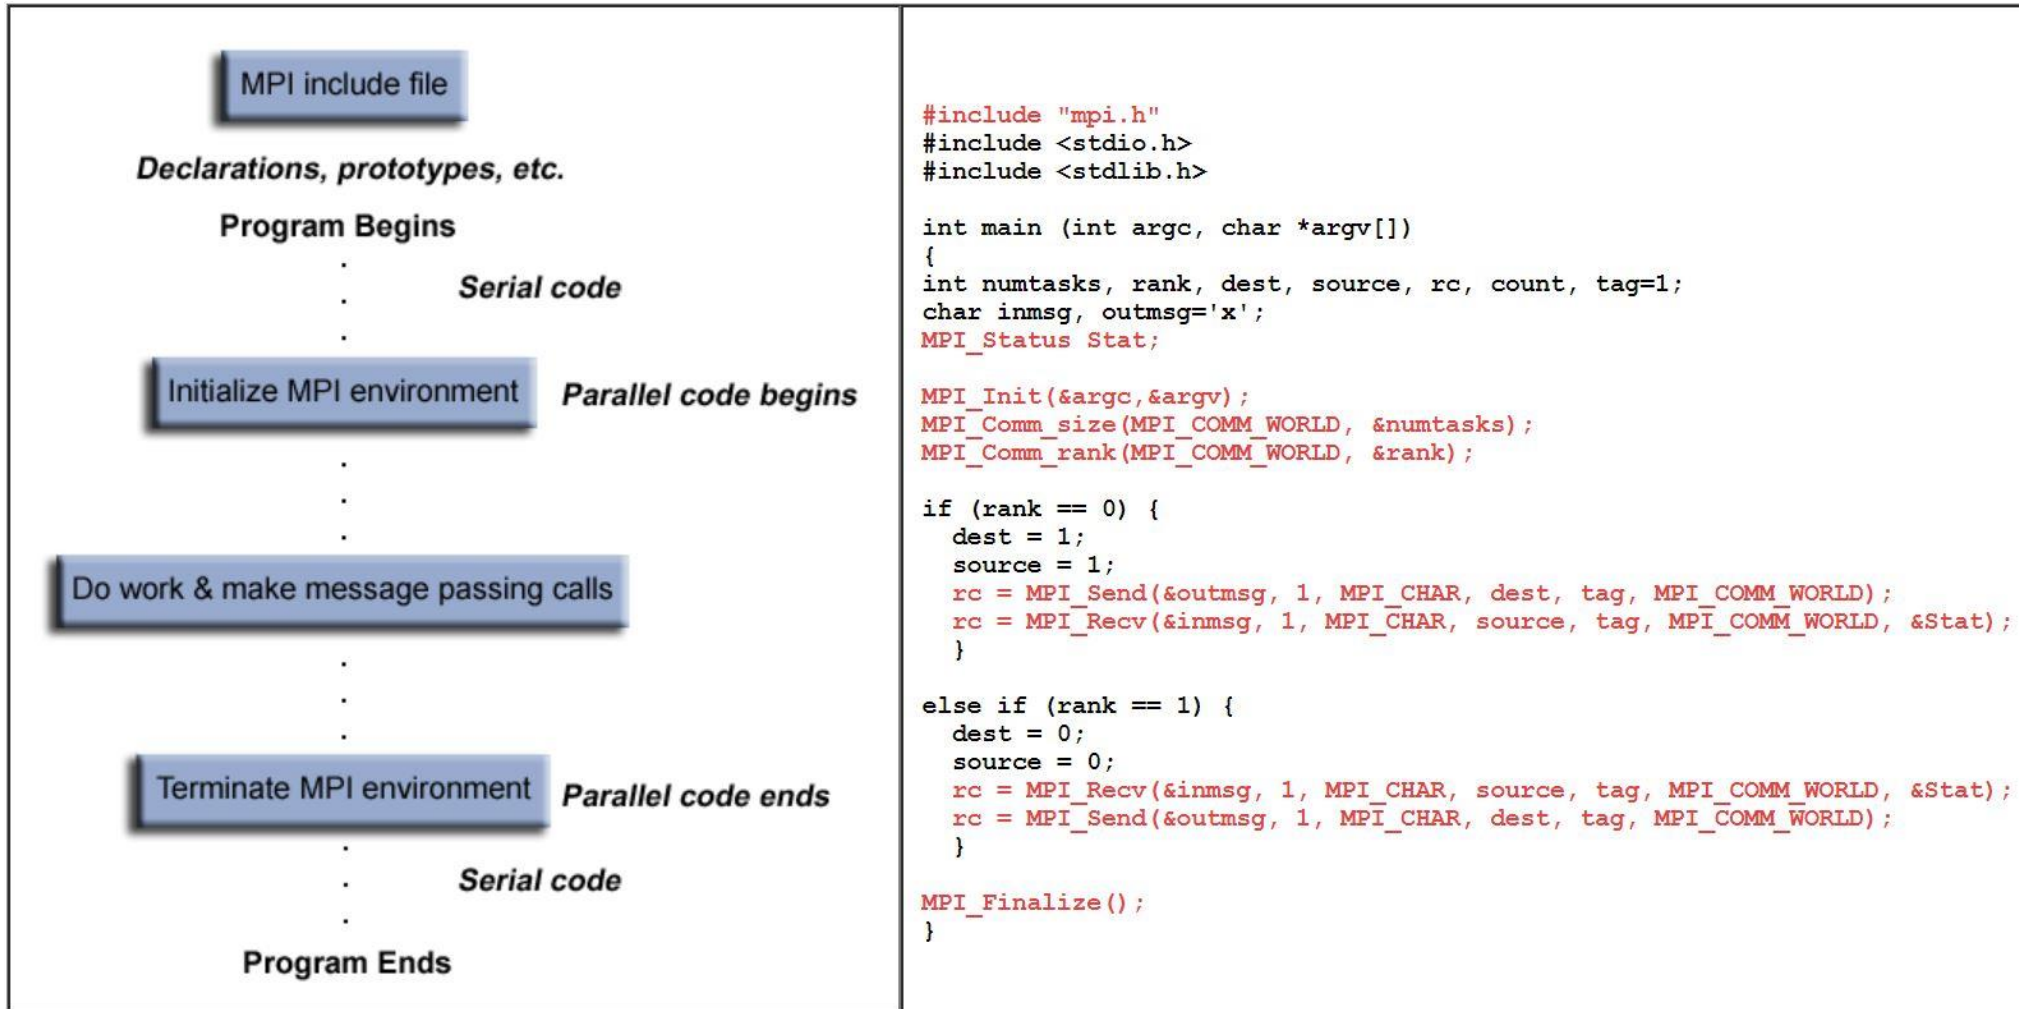 MPI include file
Declarations, prototypes, etc.
Program Begins
.
.
Serial code
.
Initialize MPI environment
Parallel code begins
.
.
.
Do work & make message passing calls
.
.
.
Terminate MPI environment
Parallel code ends
.
.
Serial code
.
Program Ends
#include "mpi.h"
#include <stdio.h>
#include <stdlib.h>
int main (int argc, char *argv[])
{
int numtasks, rank, dest, source, rc, count, tag=1;
char inmsg, outmsg='x';
MPI_Status Stat;
MPI_Init(&argc,&argv);
MPI_Comm_size(MPI_COMM_WORLD, &numtasks);
MPI_Comm_rank(MPI_COMM_WORLD, &rank);
if (rank == 0) {
dest = 1;
source = 1;
rc = MPI_Send(&outmsg, 1, MPI_CHAR, dest, tag, MPI_COMM_WORLD);
rc = MPI_Recv(&inmsg, 1, MPI_CHAR, source, tag, MPI_COMM_WORLD, &Stat);
}
else if (rank == 1) {
dest = 0;
source = 0;
rc = MPI_Recv(&inmsg, 1, MPI_CHAR, source, tag, MPI_COMM_WORLD, &Stat);
rc = MPI_Send(&outmsg, 1, MPI_CHAR, dest, tag, MPI_COMM_WORLD);
}
MPI_Finalize();
}